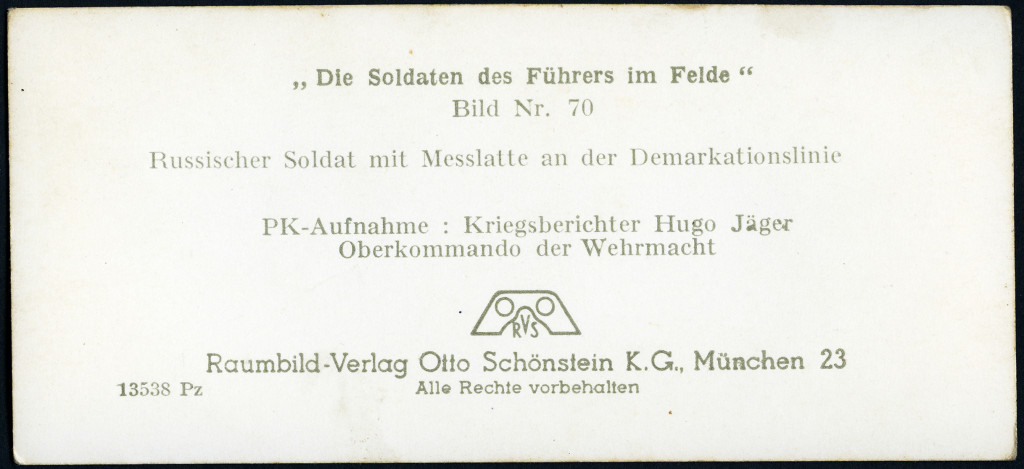 „Die Soldaten des Führers im Felde“
Bild Nr. 70
Russischer Soldat mit Messlatte an der Demarkationslinie
PK-Aufnahme : Kriegsberichter Hugo Jäger
Oberkommando der Wehrmacht
RVS
Raumbild-Verlag Otto Schönstein K.G., München 23
13538 Pz
Alle Rechte vorbehalten